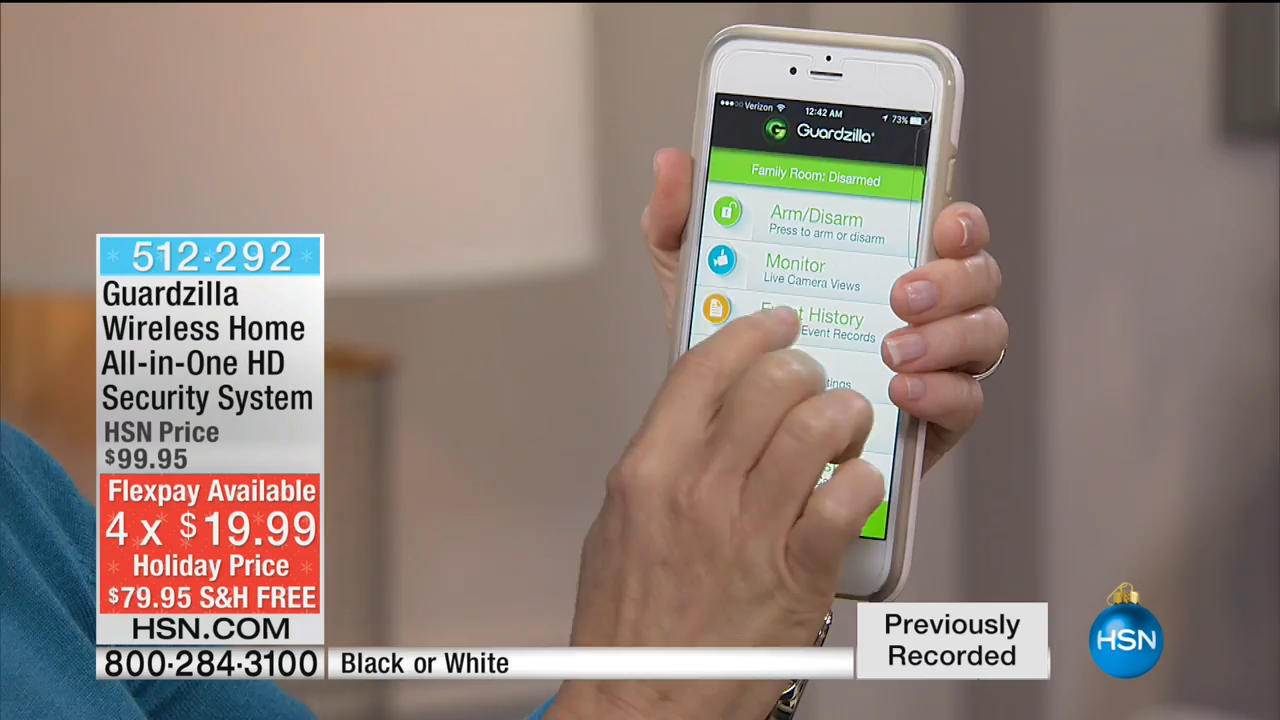 Verizon 12:42 AM 73%
Guardzilla
Family Room: Disarmed
Arm/Disarm
Press to arm or disarm
Monitor
Live Camera Views
History
Event Records
512-292
Guardzilla
Wireless Home
All-in-One HD
Security System
HSN Price
$99.95
Flexpay Available
4 x $19.99
Holiday Price
$79.95 S&H FREE
HSN.COM
800-284-3100
Black or White
Previously
Recorded
HSN